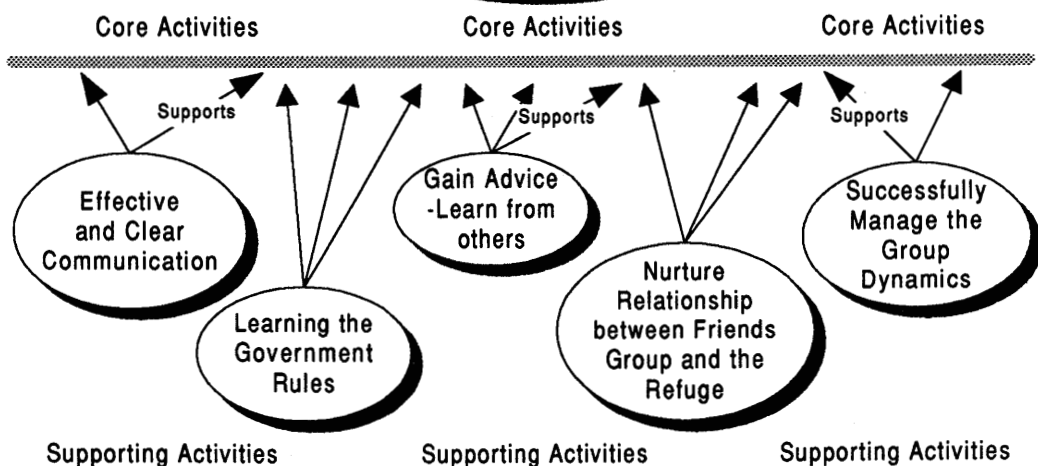 Core Activities
Core Activities
Core Activities
Supports
Supports
Supports
Effective
and Clear
Communication
Gain Advice
-Learn from
others
Successfully
Manage the
Group
Dynamics
Learning the
Government
Rules
Nurture
Relationship
between Friends
Group and the
Refuge
Supporting Activities
Supporting Activities
Supporting Activities